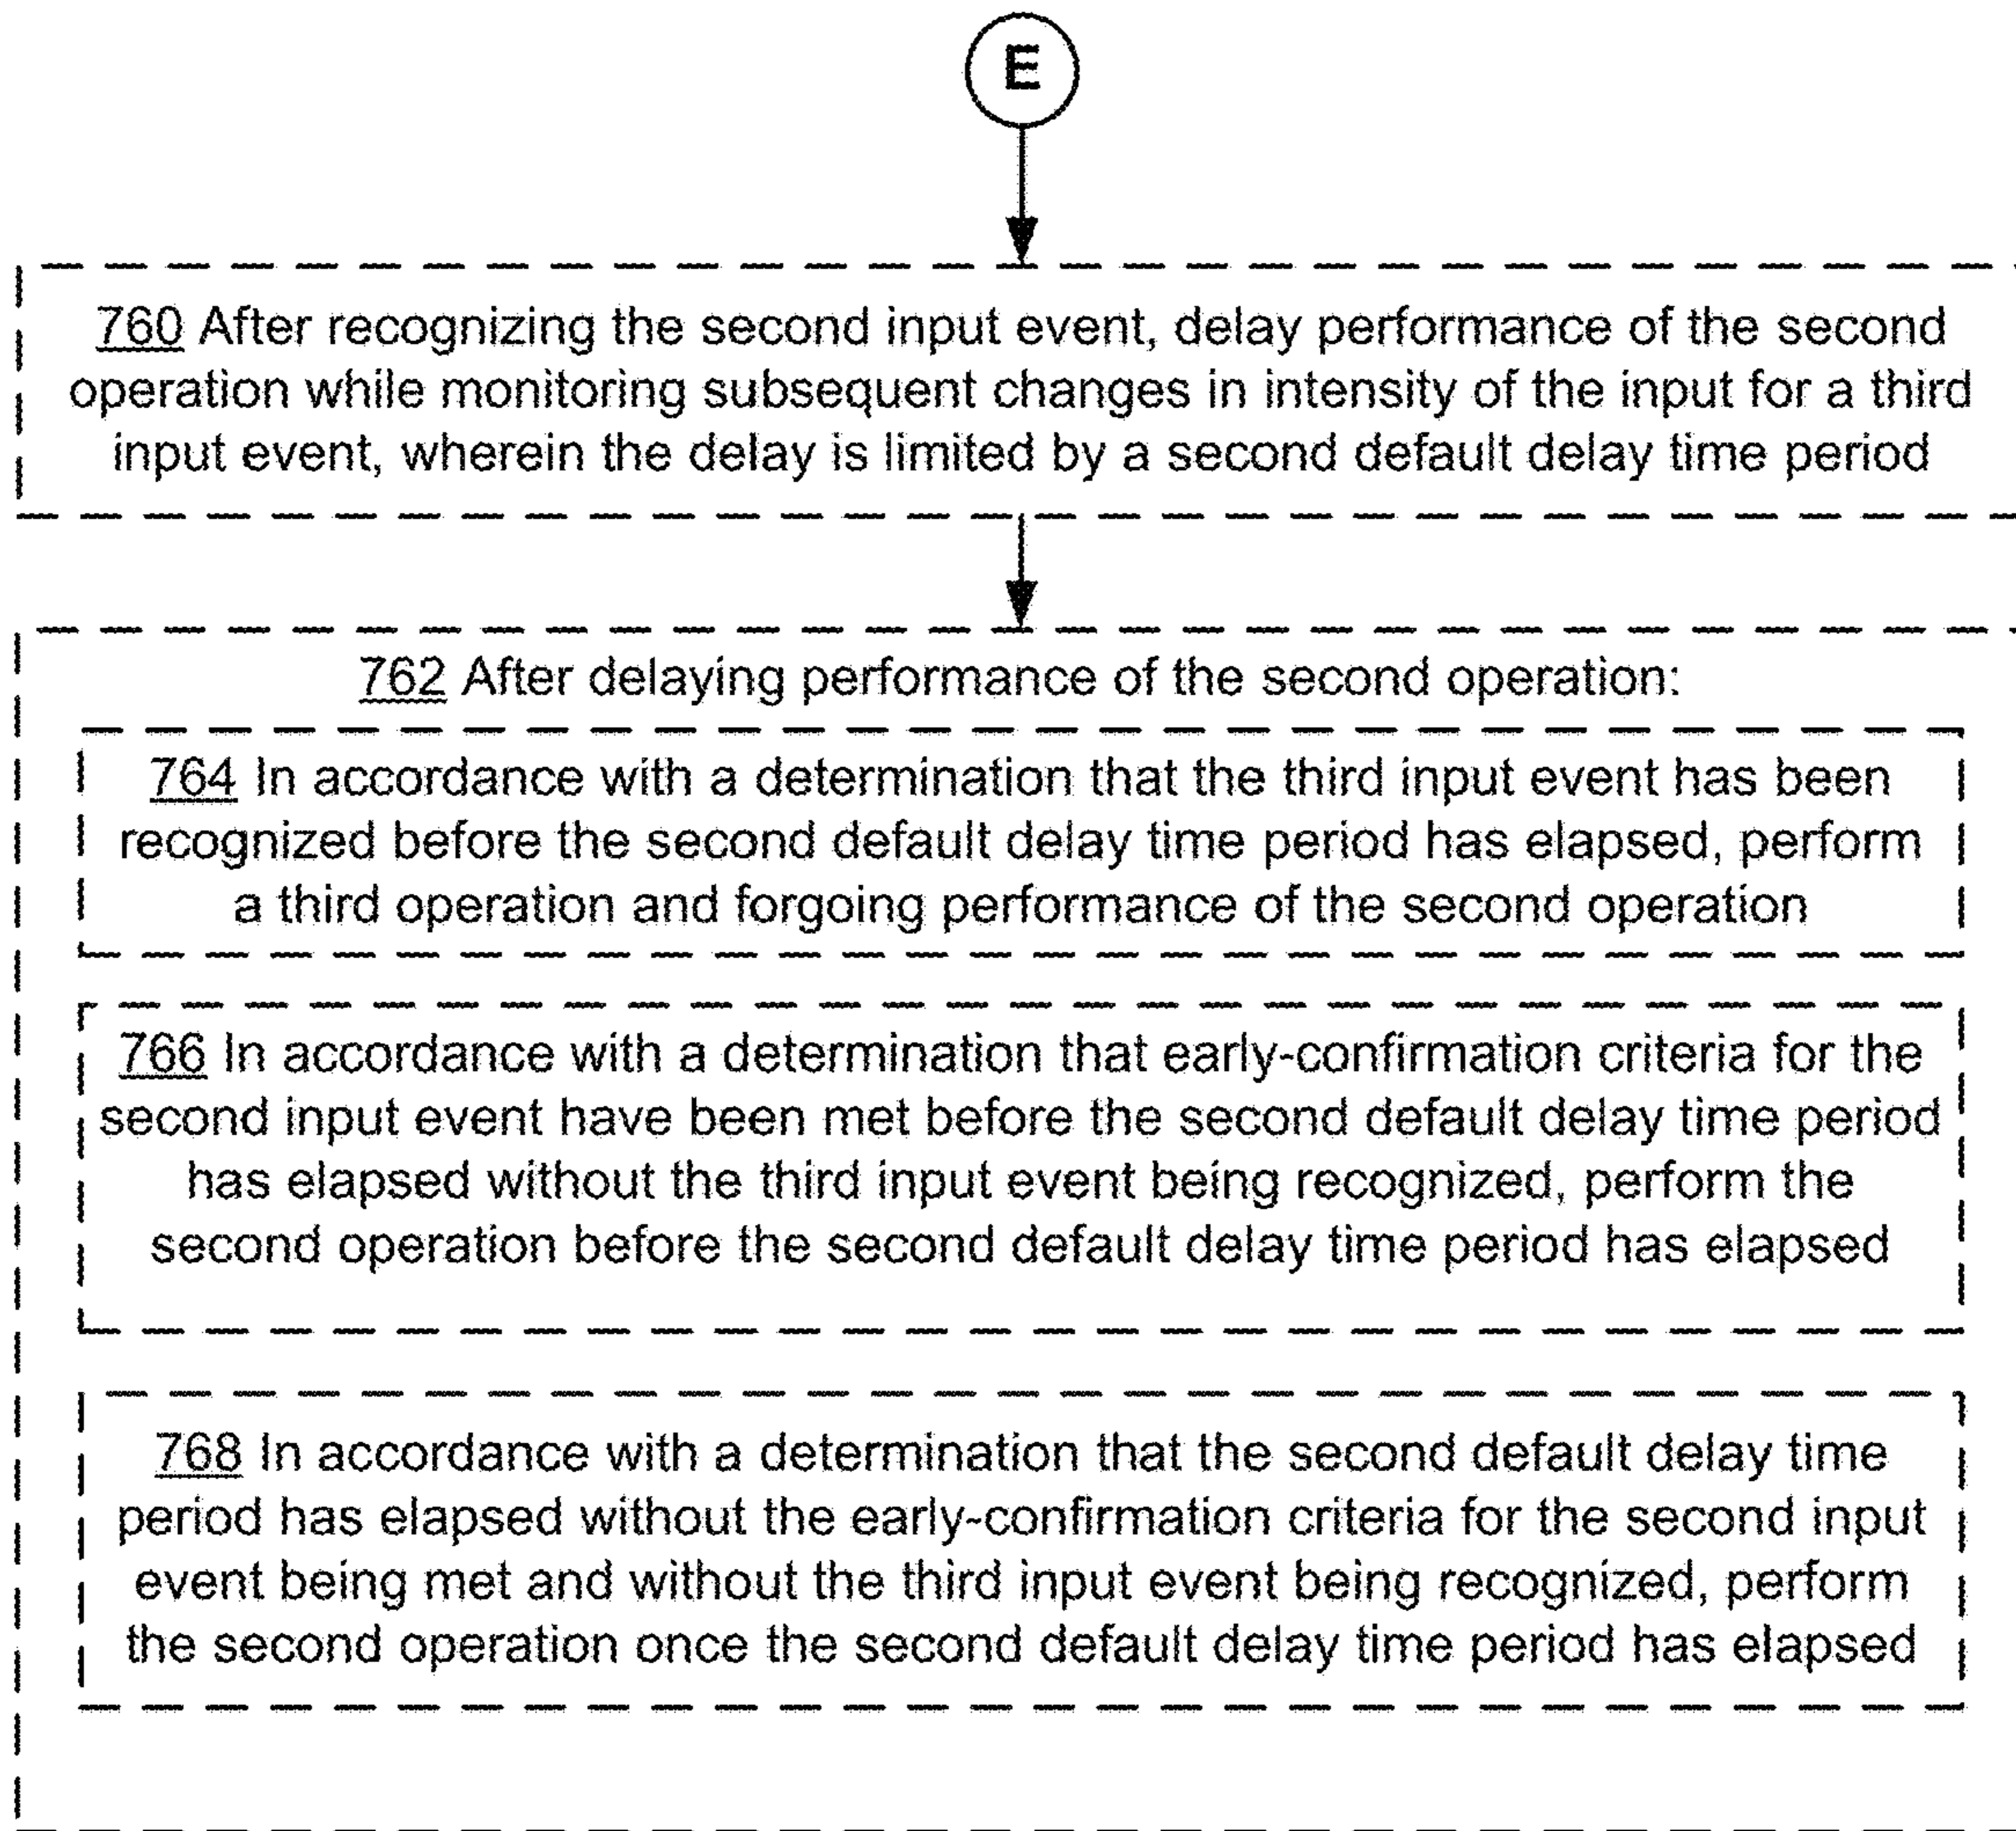 E
760 After recognizing the second input event, delay performance of the second
operation while monitoring subsequent changes in intensity of the input for a third
input event, wherein the delay is limited by a second default delay time period
762 After delaying performance of the second operation:
764 In accordance with a determination that the third input event has been
recognized before the second default delay time period has elapsed, perform
a third operation and forgoing performance of the second operation
766 In accordance with a determination that early-confirmation criteria for the
second input event have been met before the second default delay time period
has elapsed without the third input event being recognized, perform the
second operation before the second default delay time period has elapsed
768 In accordance with a determination that the second default delay time
period has elapsed without the early-confirmation criteria for the second input
event being met and without the third input event being recognized, perform
the second operation once the second default delay time period has elapsed